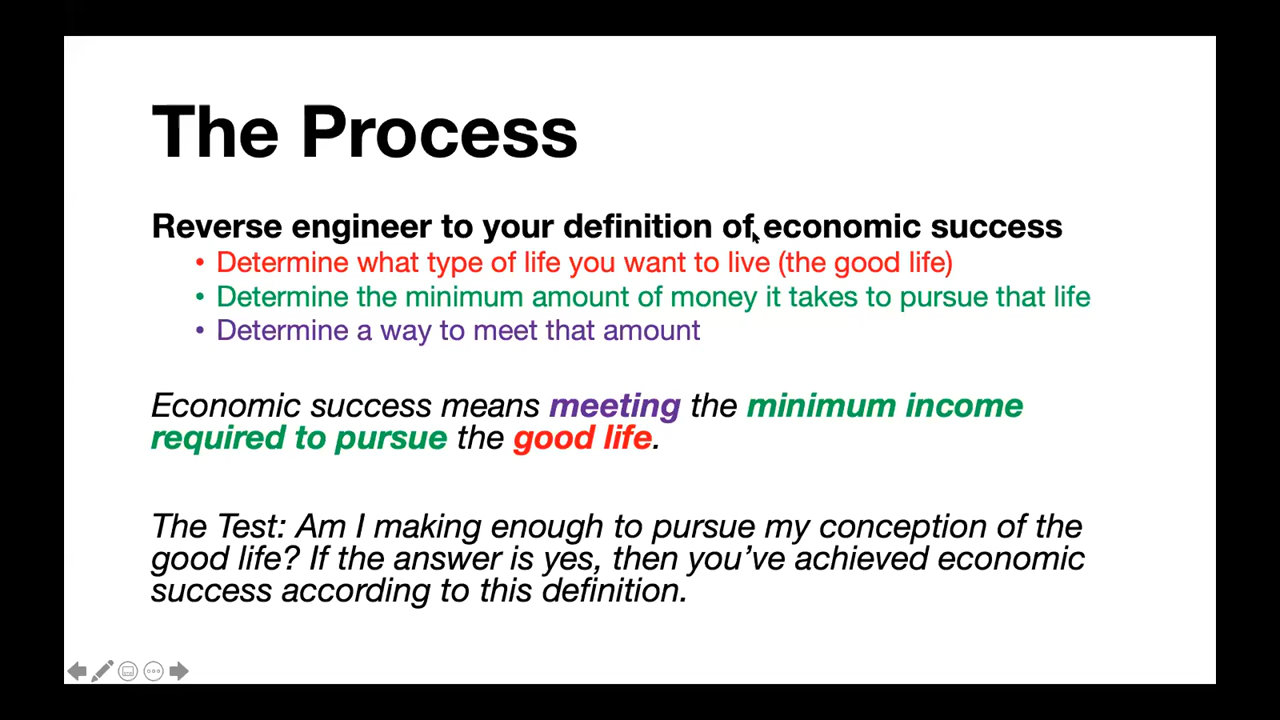 The Process
Reverse engineer to your definition of economic success
• Determine what type of life you want to live (the good life)
• Determine the minimum amount of money it takes to pursue that life
• Determine a way to meet that amount
Economic success means meeting the minimum income
required to pursue the good life.
The Test: Am I making enough to pursue my conception of the
good life? If the answer is yes, then you’ve achieved economic
success according to this definition.